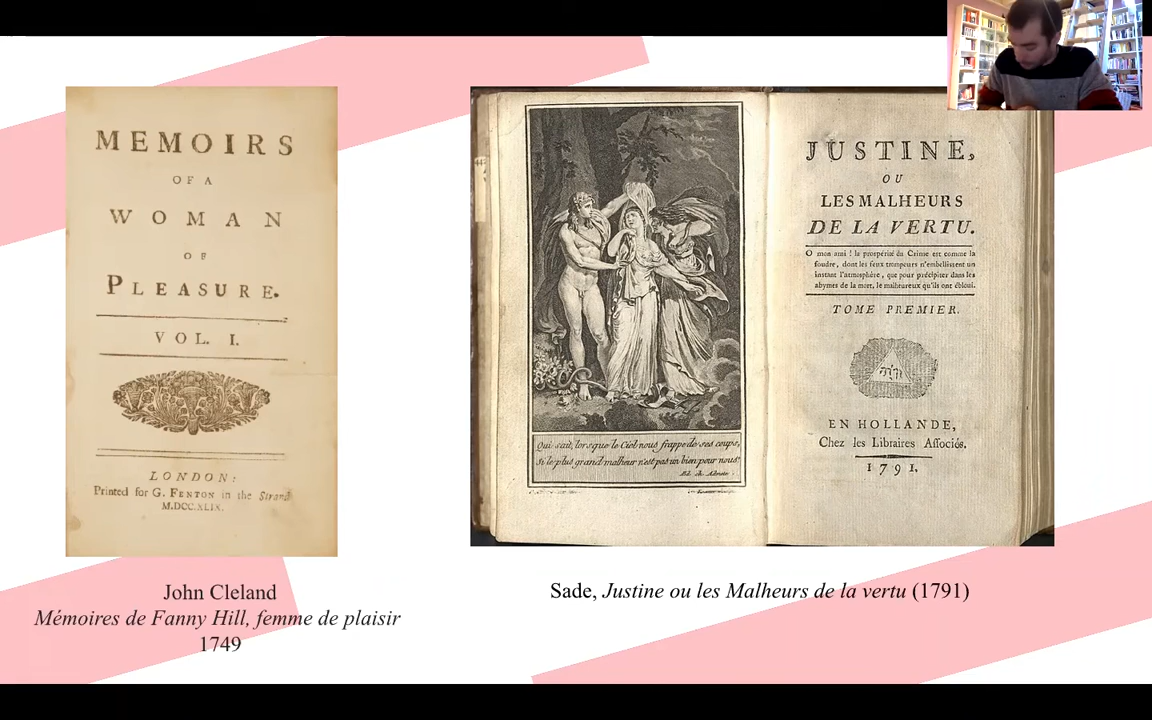 MEMOIRS
OF A
WOMAN
OF
PLEASURE.
VOL. I.
LONDON:
Printed for G. FENTON in the Strand
M.DCC.XLIX.
John Cleland
Mémoires de Fanny Hill, femme de plaisir
1749
Qui sait, lorsque le Ciel nous frappe de ses coups,
Si le plus grand malheur n'est pas un bien pour nous?
JUSTINE,
OU
LES MALHEURS
DE LA VERTU.
O mon ami! la prospérité du Crime est comme la
foudre, dont les feux trompeurs n'embellissent un
instant l'atmosphère, que pour précipiter dans les
abymes de la mort, le malheureux qu'ils ont ébloui.
TOME PREMIER.
יהוה
EN HOLLANDE,
Chez les Libraires Associés.
1791.
Sade, Justine ou les Malheurs de la vertu (1791)